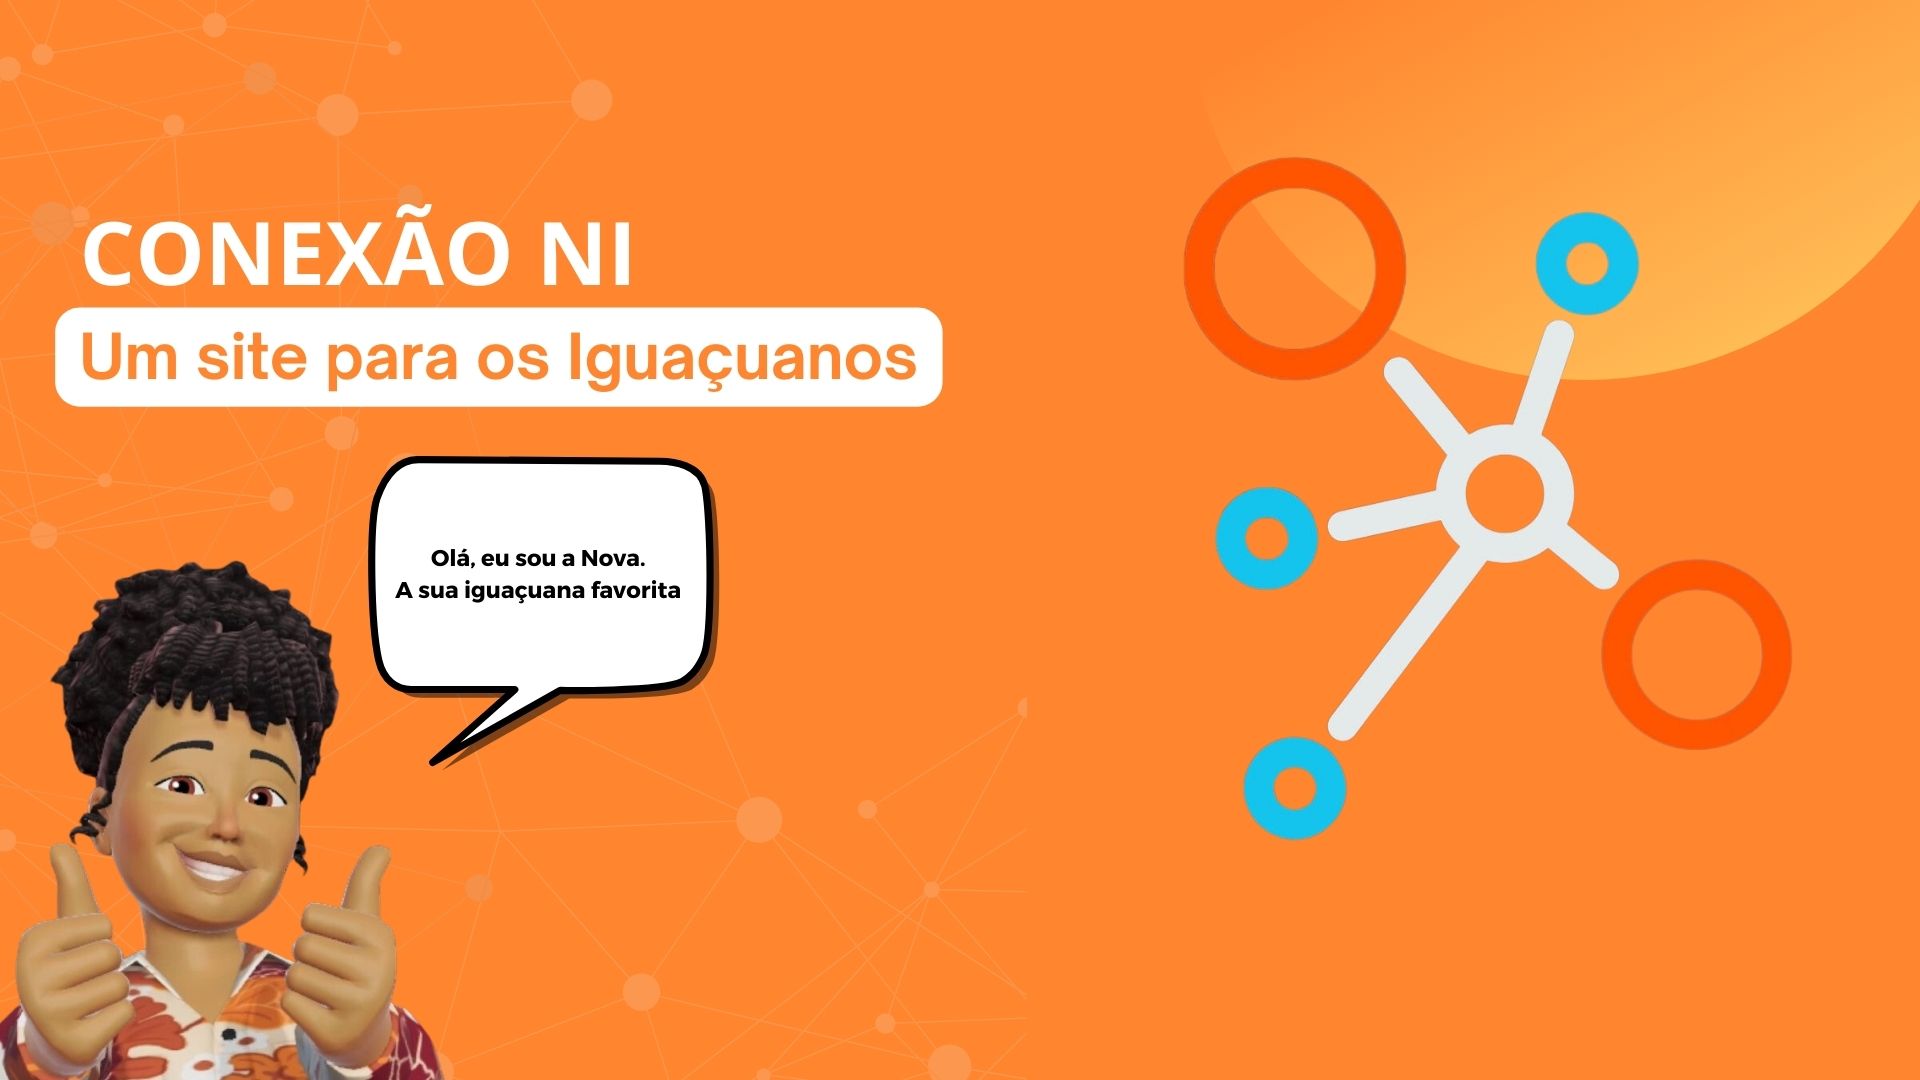 CONEXÃO NI
Um site para os Iguaçuanos
Olá, eu sou a Nova.
A sua iguaçuana favorita